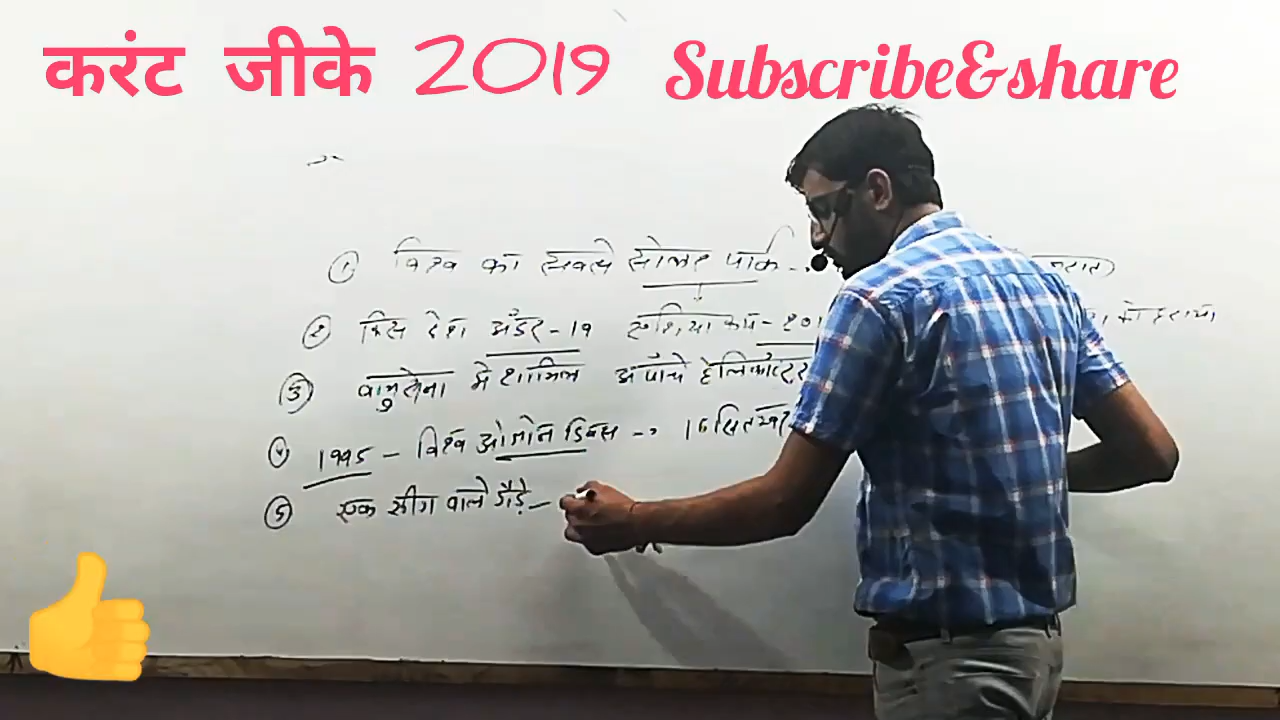 करंट जीके 2019 Subscribe&share
① विश्व का सबसे सोलर पार्क
② किस देश अंडर-19 एशिया कप- 201 को हराया
③ वायुसेना में शामिल अपाचे हेलिकॉप्टर
④ 1995 - विश्व ओजोन दिवस → 16 सितम्बर
⑤ एक सींग वाले गैंडे -